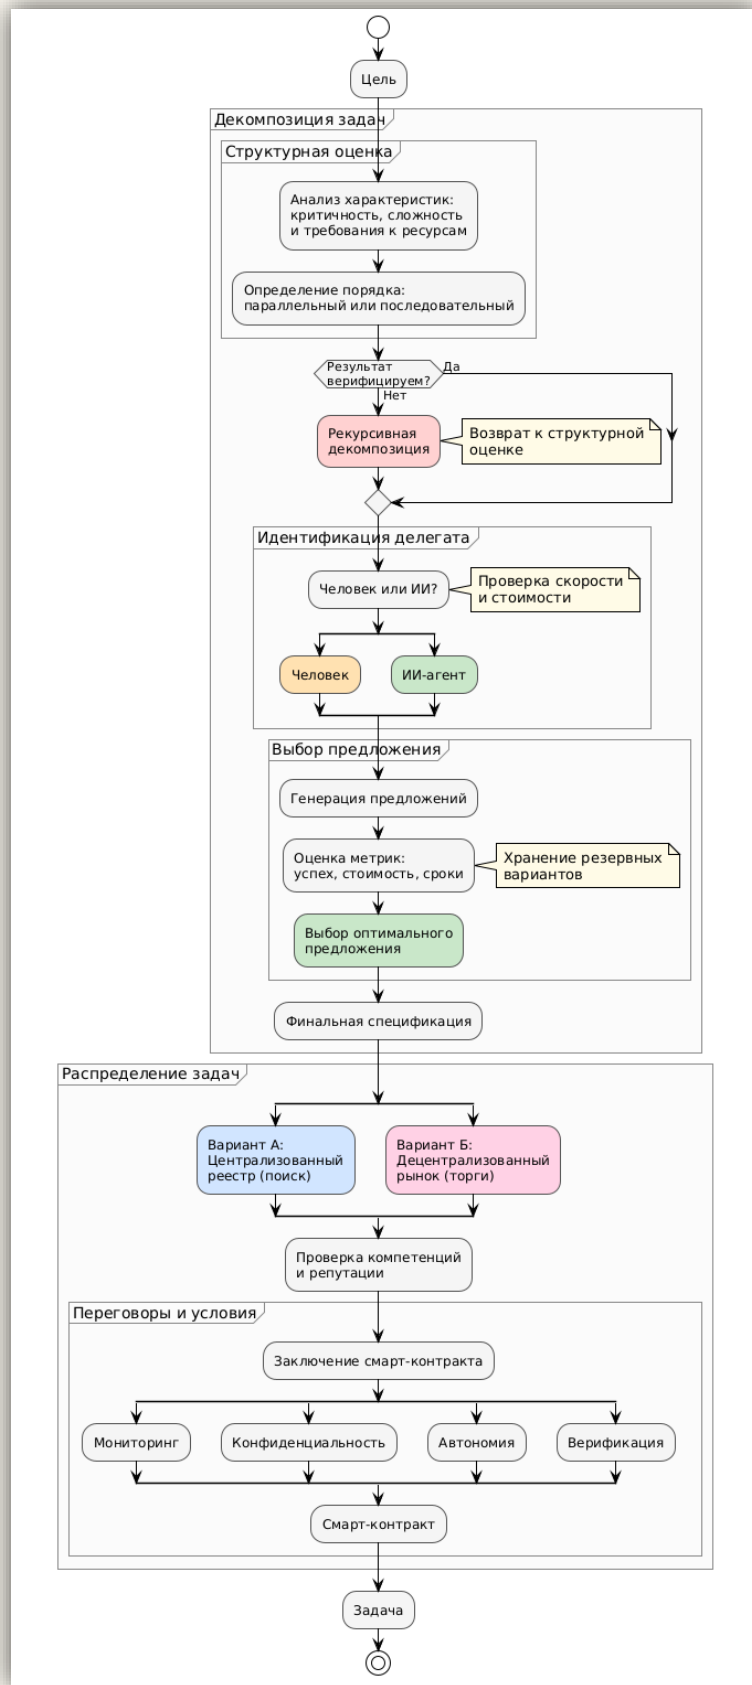 Цель
Декомпозиция задач
Структурная оценка
Анализ характеристик:
критичность, сложность
и требования к ресурсам
Определение порядка:
параллельный или последовательный
Результат
верифицируем?
Да
Нет
Рекурсивная
декомпозиция
Возврат к структурной
оценке
Идентификация делегата
Человек или ИИ?
Проверка скорости
и стоимости
Человек
ИИ-агент
Выбор предложения
Генерация предложений
Оценка метрик:
успех, стоимость, сроки
Хранение резервных
вариантов
Выбор оптимального
предложения
Финальная спецификация
Распределение задач
Вариант А:
Централизованный
реестр (поиск)
Вариант Б:
Децентрализованный
рынок (торги)
Проверка компетенций
и репутации
Переговоры и условия
Заключение смарт-контракта
Мониторинг
Конфиденциальность
Автономия
Верификация
Смарт-контракт
Задача